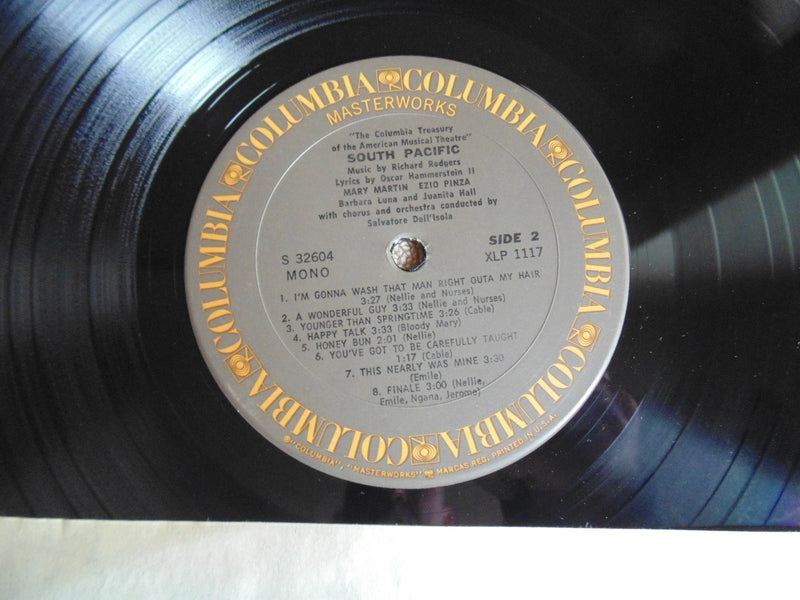 COLUMBIA COLUMBIA COLUMBIA COLUMBIA COLUMBIA COLUMBIA
MASTERWORKS
"The Columbia Treasury
of the American Musical Theatre"
SOUTH PACIFIC
Music by Richard Rodgers
Lyrics by Oscar Hammerstein II
MARY MARTIN EZIO PINZA
Barbara Luna and Juanita Hall
with chorus and orchestra conducted by
Salvatore Dell'Isola
S 32604
MONO
SIDE 2
XLP 1117
1. I'M GONNA WASH THAT MAN RIGHT OUTA MY HAIR
3:27 (Nellie and Nurses)
2. A WONDERFUL GUY 3:33 (Nellie and Nurses)
3. YOUNGER THAN SPRINGTIME 3:26 (Cable)
4. HAPPY TALK 3:33 (Bloody Mary)
5. HONEY BUN 2:01 (Nellie)
6. YOU'VE GOT TO BE CAREFULLY TAUGHT
1:17 (Cable)
7. THIS NEARLY WAS MINE 3:30
(Emile)
8. FINALE 3:00 (Nellie,
Emile, Ngana, Jerome)
"COLUMBIA", "MASTERWORKS" MARCAS REG. PRINTED IN U.S.A.